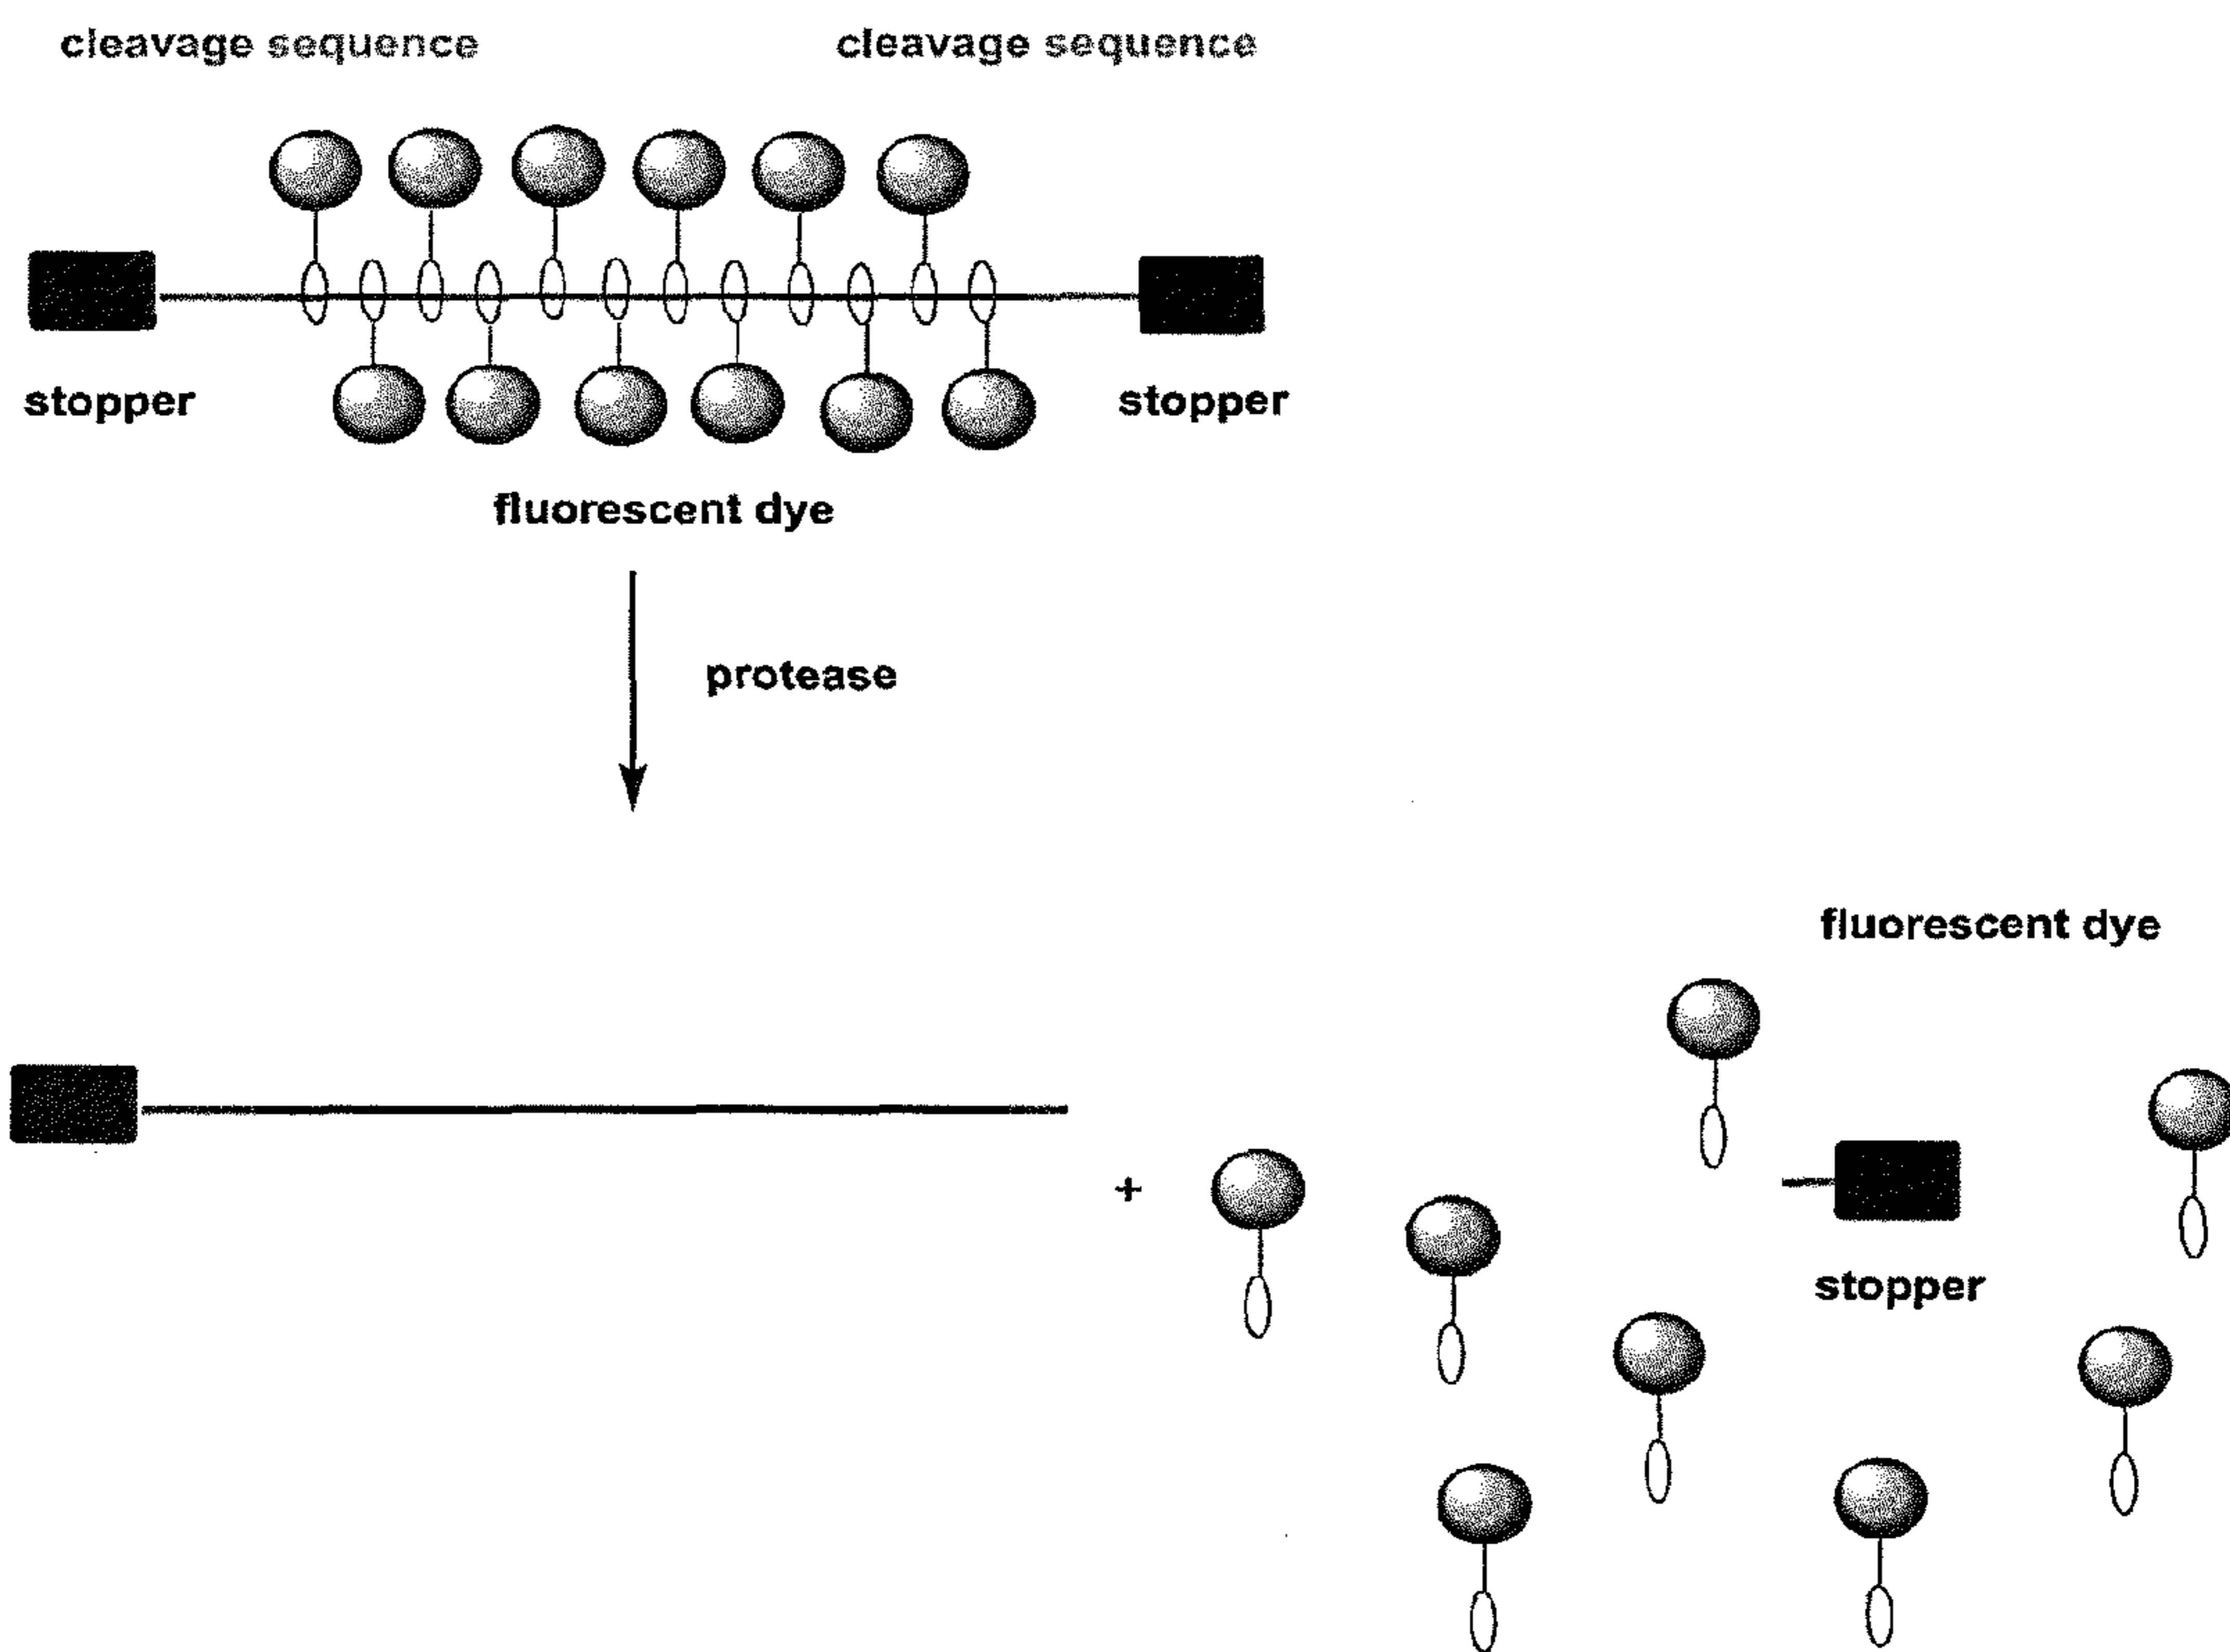 cleavage sequence
cleavage sequence
stopper
stopper
fluorescent dye
protease
fluorescent dye
+
stopper